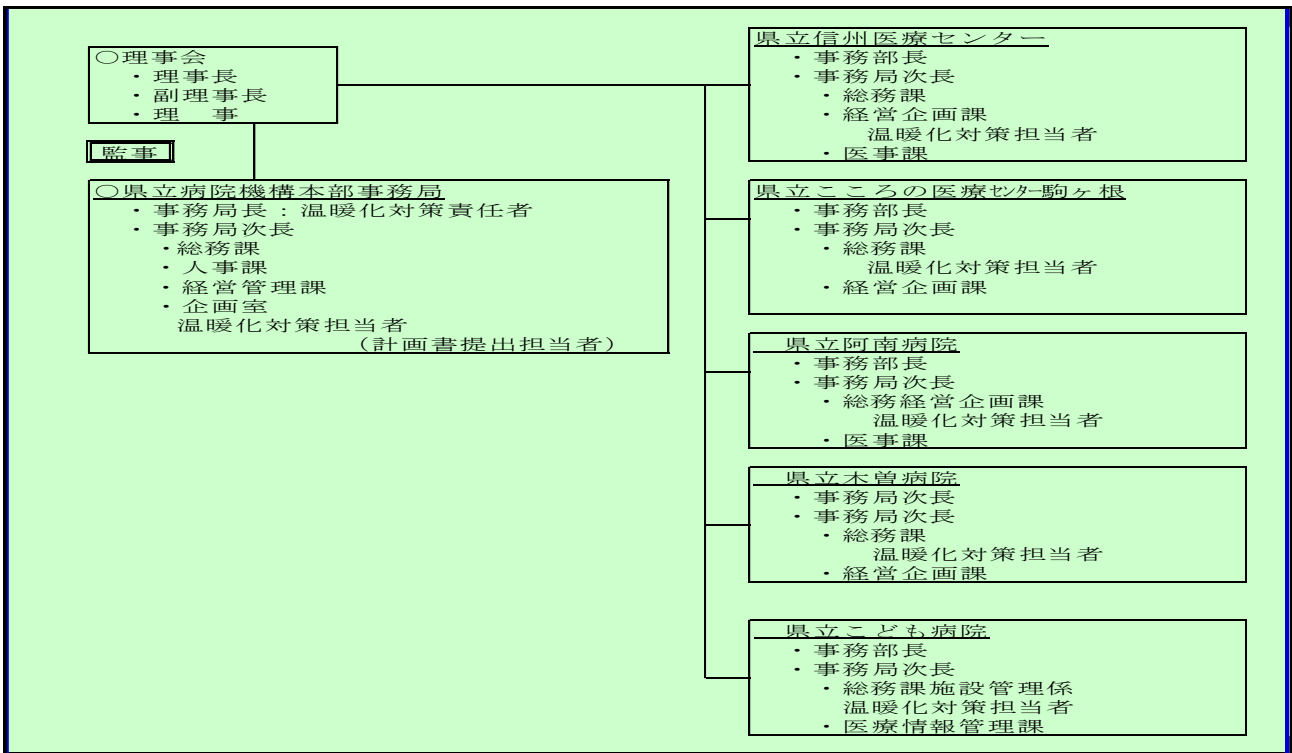 ○理事会
・理事長
・副理事長
・理　事
監事
○県立病院機構本部事務局
・事務局長：温暖化対策責任者
・事務局次長
・総務課
・人事課
・経営管理課
・企画室
温暖化対策担当者
（計画書提出担当者）
県立信州医療センター
・事務部長
・事務局次長
・総務課
・経営企画課
温暖化対策担当者
・医事課
県立こころの医療センター駒ヶ根
・事務部長
・事務局次長
・総務課
温暖化対策担当者
・経営企画課
県立阿南病院
・事務部長
・事務局次長
・総務経営企画課
温暖化対策担当者
・医事課
県立木曽病院
・事務局次長
・事務局次長
・総務課
温暖化対策担当者
・経営企画課
県立こども病院
・事務部長
・事務局次長
・総務課施設管理係
温暖化対策担当者
・医療情報管理課